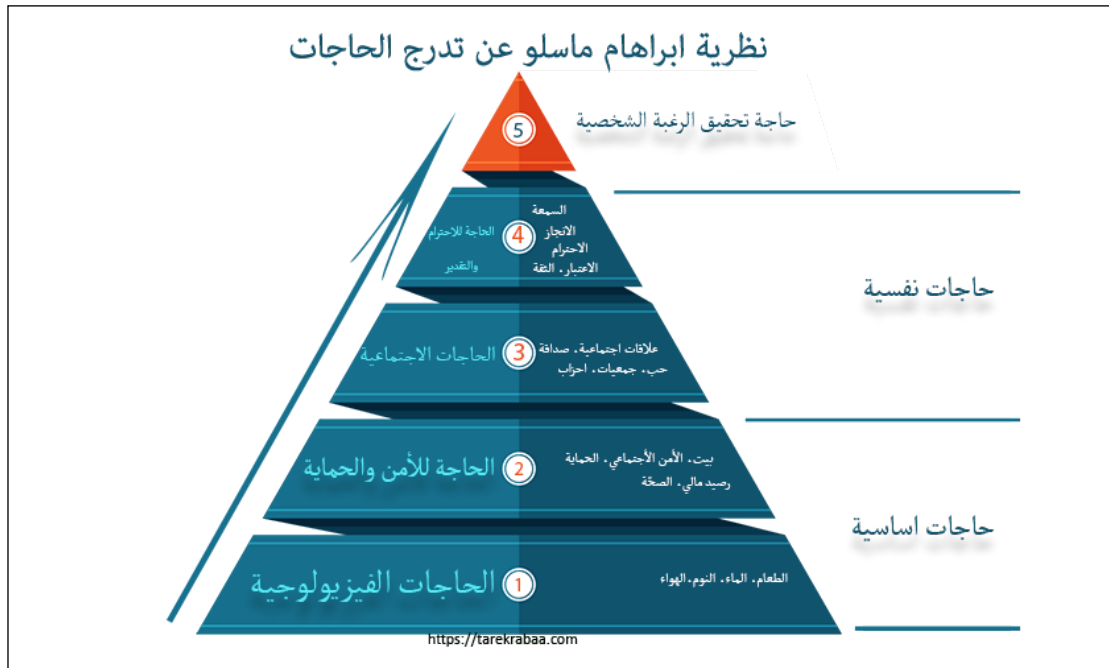 نظرية ابراهام ماسلو عن تدرج الحاجات
حاجة تحقيق الرغبة الشخصية
5
السمعة
الانجاز
الاحترام
الاعتبار. الثقة
4
الحاجة للاحترام
والتقدير
حاجات نفسية
علاقات اجتماعية. صداقة
حب. جمعيات. احزاب
3
الحاجات الاجتماعية
بيت. الأمن الأجتماعي. الحماية
رصيد مالي. الصحّة
2
الحاجة للأمن والحماية
حاجات اساسية
الطعام. الماء. النوم.الهواء
1
الحاجات الفيزيولوجية
https://tarekrabaa.com